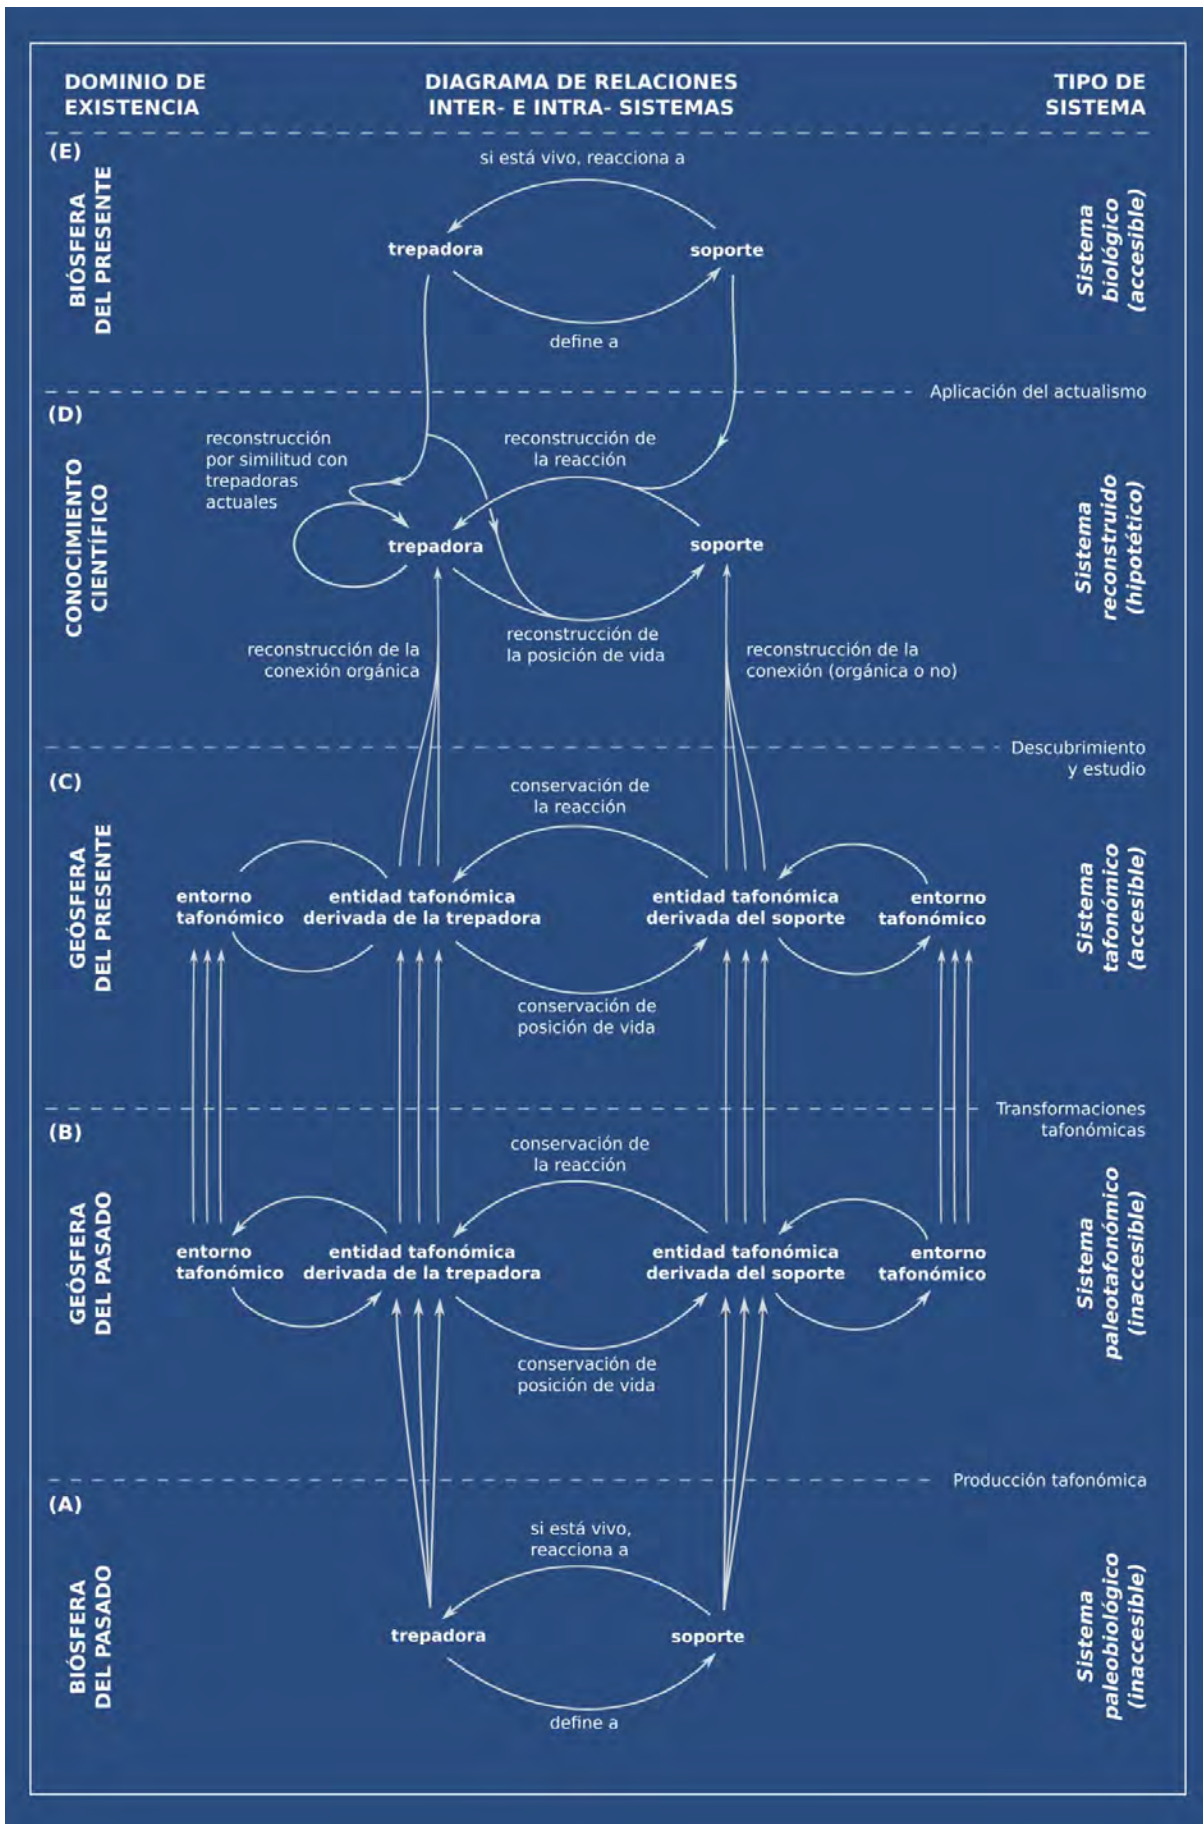 DOMINIO DE
EXISTENCIA
DIAGRAMA DE RELACIONES
INTER- E INTRA- SISTEMAS
TIPO DE
SISTEMA
(E)
BIÓSFERA
DEL PRESENTE
si está vivo, reacciona a
trepadora
soporte
define a
Sistema
biológico
(accesible)
Aplicación del actualismo
(D)
CONOCIMIENTO
CIENTÍFICO
reconstrucción
por similitud con
trepadoras
actuales
reconstrucción de
la reacción
trepadora
soporte
reconstrucción de
la posición de vida
reconstrucción de la
conexión orgánica
reconstrucción de la
conexión (orgánica o no)
Sistema
reconstruido
(hipotético)
Descubrimiento
y estudio
(C)
GEÓSFERA
DEL PRESENTE
conservación de
la reacción
entorno
tafonómico
entidad tafonómica
derivada de la trepadora
entidad tafonómica
derivada del soporte
entorno
tafonómico
conservación de
posición de vida
Sistema
tafonómico
(accesible)
Transformaciones
tafonómicas
(B)
GEÓSFERA
DEL PASADO
conservación de
la reacción
entorno
tafonómico
entidad tafonómica
derivada de la trepadora
entidad tafonómica
derivada del soporte
entorno
tafonómico
conservación de
posición de vida
Sistema
paleotafonómico
(inaccesible)
Producción tafonómica
(A)
BIÓSFERA
DEL PASADO
si está vivo,
reacciona a
trepadora
soporte
define a
Sistema
paleobiológico
(inaccesible)